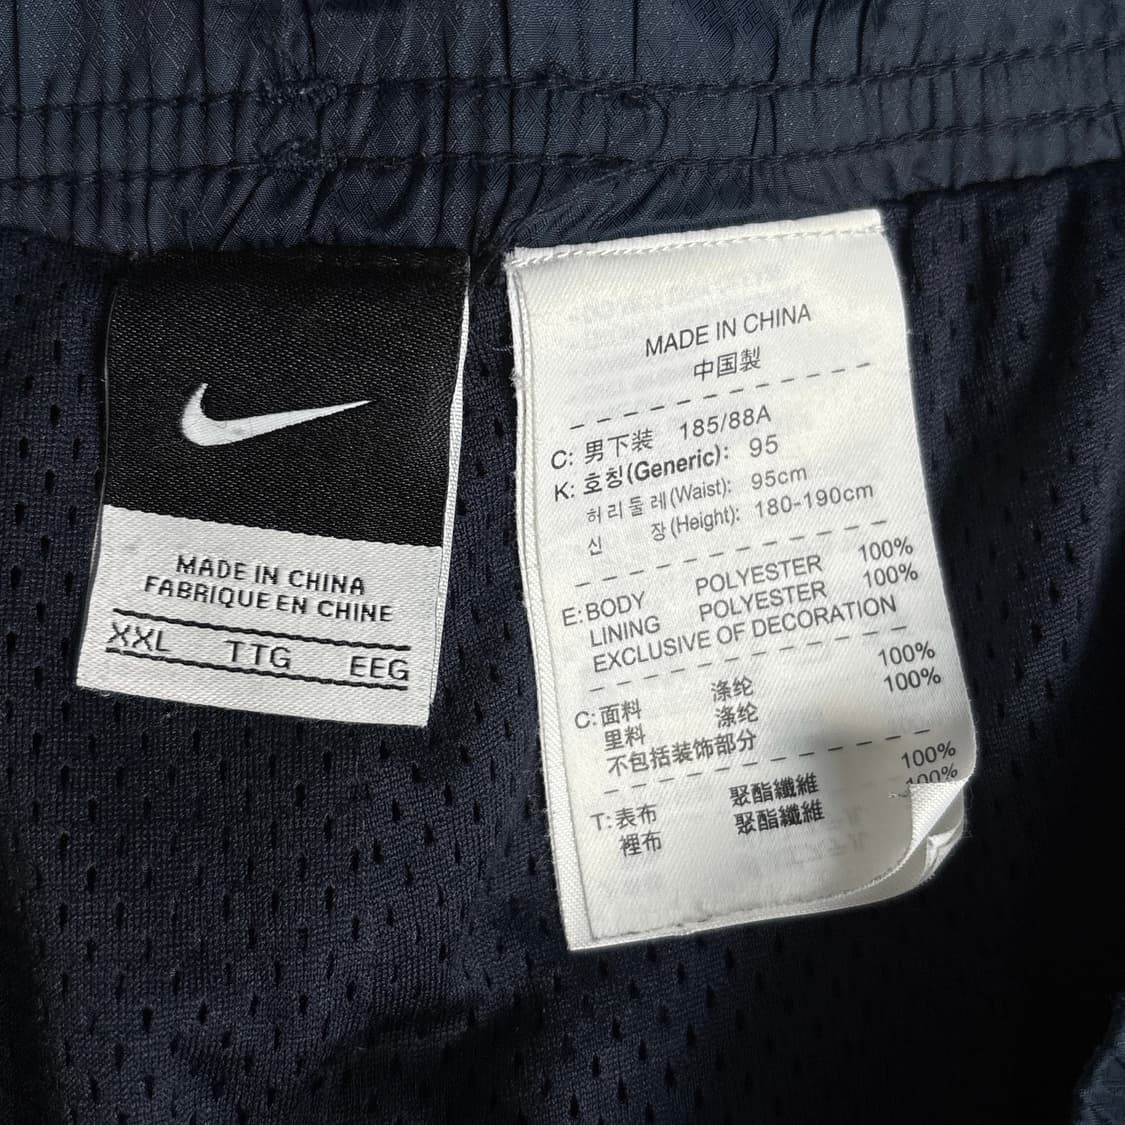 MADE IN CHINA
FABRIQUE EN CHINE
XXL TTG EEG
MADE IN CHINA
中国製
C: 男下装 185/88A
K: 호칭(Generic): 95
허리둘레(Waist): 95cm
신 장(Height): 180-190cm
E: BODY POLYESTER 100%
LINING POLYESTER 100%
EXCLUSIVE OF DECORATION
C: 面料 涤纶 100%
里料 涤纶 100%
不包括装饰部分
T: 表布 聚酯纖維 100%
裡布 聚酯纖維 100%